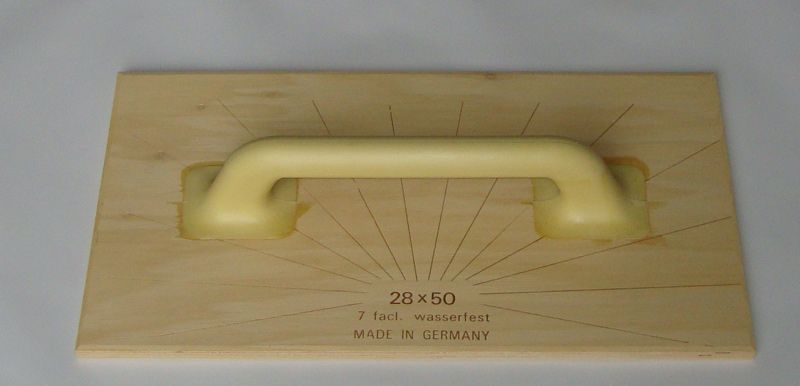 28×50
7 facl. wasserfest
MADE IN GERMANY